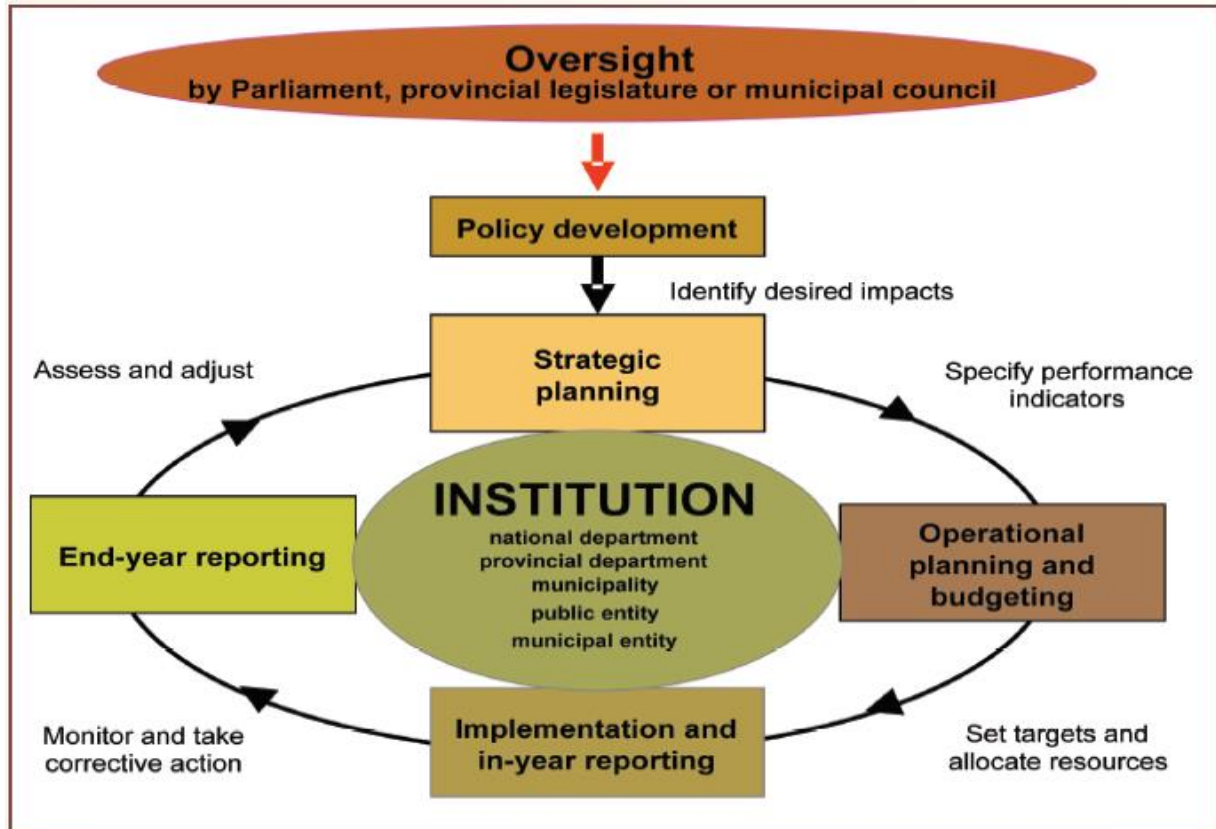 Oversight
by Parliament, provincial legislature or municipal council
Policy development
Identify desired impacts
Strategic
planning
Assess and adjust
Specify performance
indicators
INSTITUTION
national department
provincial department
municipality
public entity
municipal entity
End-year reporting
Operational
planning and
budgeting
Implementation and
in-year reporting
Monitor and take
corrective action
Set targets and
allocate resources